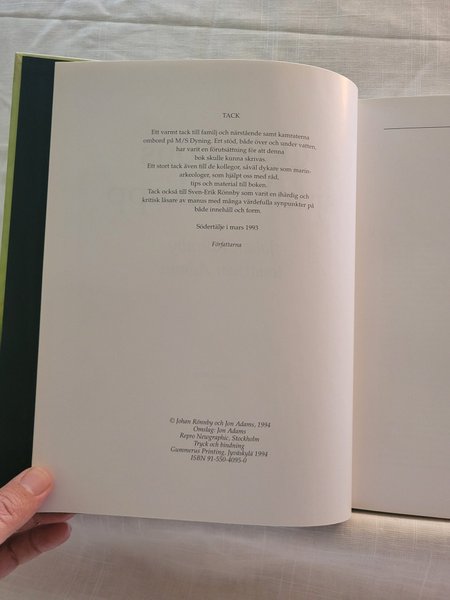 TACK
Ett varmt tack till familj och närstående samt kamraterna
ombord på M/S Dyning. Ert stöd, både över och under vatten,
har varit en förutsättning för att denna
bok skulle kunna skrivas.
Ett stort tack även till de kollegor, såväl dykare som marin-
arkeologer, som hjälpt oss med råd,
tips och material till boken.
Tack också till Sven-Erik Rönnby som varit en ihärdig och
kritisk läsare av manus med många värdefulla synpunkter på
både innehåll och form.
Södertälje i mars 1993
Författarna
© Johan Rönnby och Jon Adams, 1994
Omslag: Jon Adams
Repro Newgraphic, Stockholm
Tryck och bindning
Gummerus Printing, Jyväskylä 1994
ISBN 91-550-4095-0